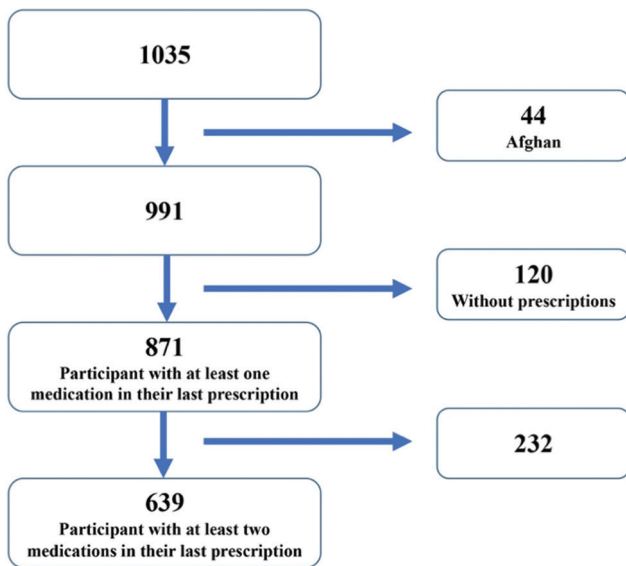 1035
44
Afghan
991
120
Without prescriptions
871
Participant with at least one
medication in their last prescription
232
639
Participant with at least two
medications in their last prescription